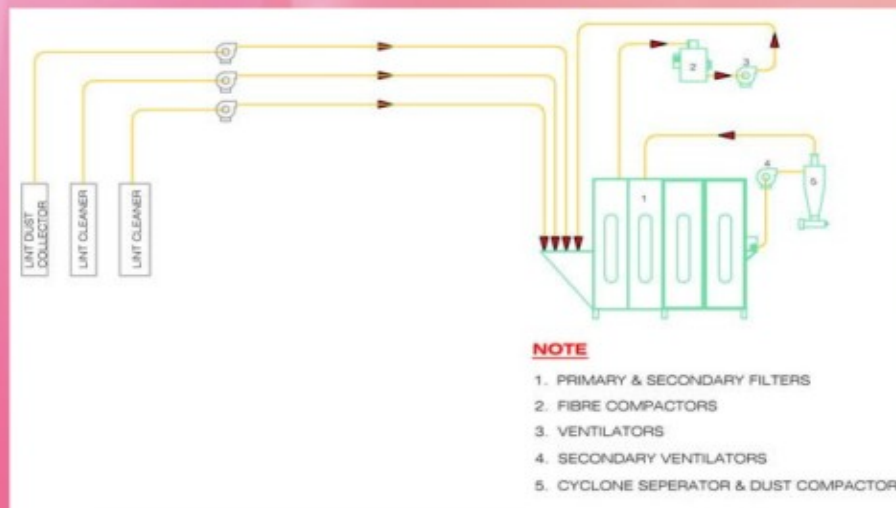 2
3
1
4
5
LINT DUST
COLLECTOR
LINT CLEANER
LINT CLEANER
NOTE
1. PRIMARY & SECONDARY FILTERS
2. FIBRE COMPACTORS
3. VENTILATORS
4. SECONDARY VENTILATORS
5. CYCLONE SEPERATOR & DUST COMPACTOR